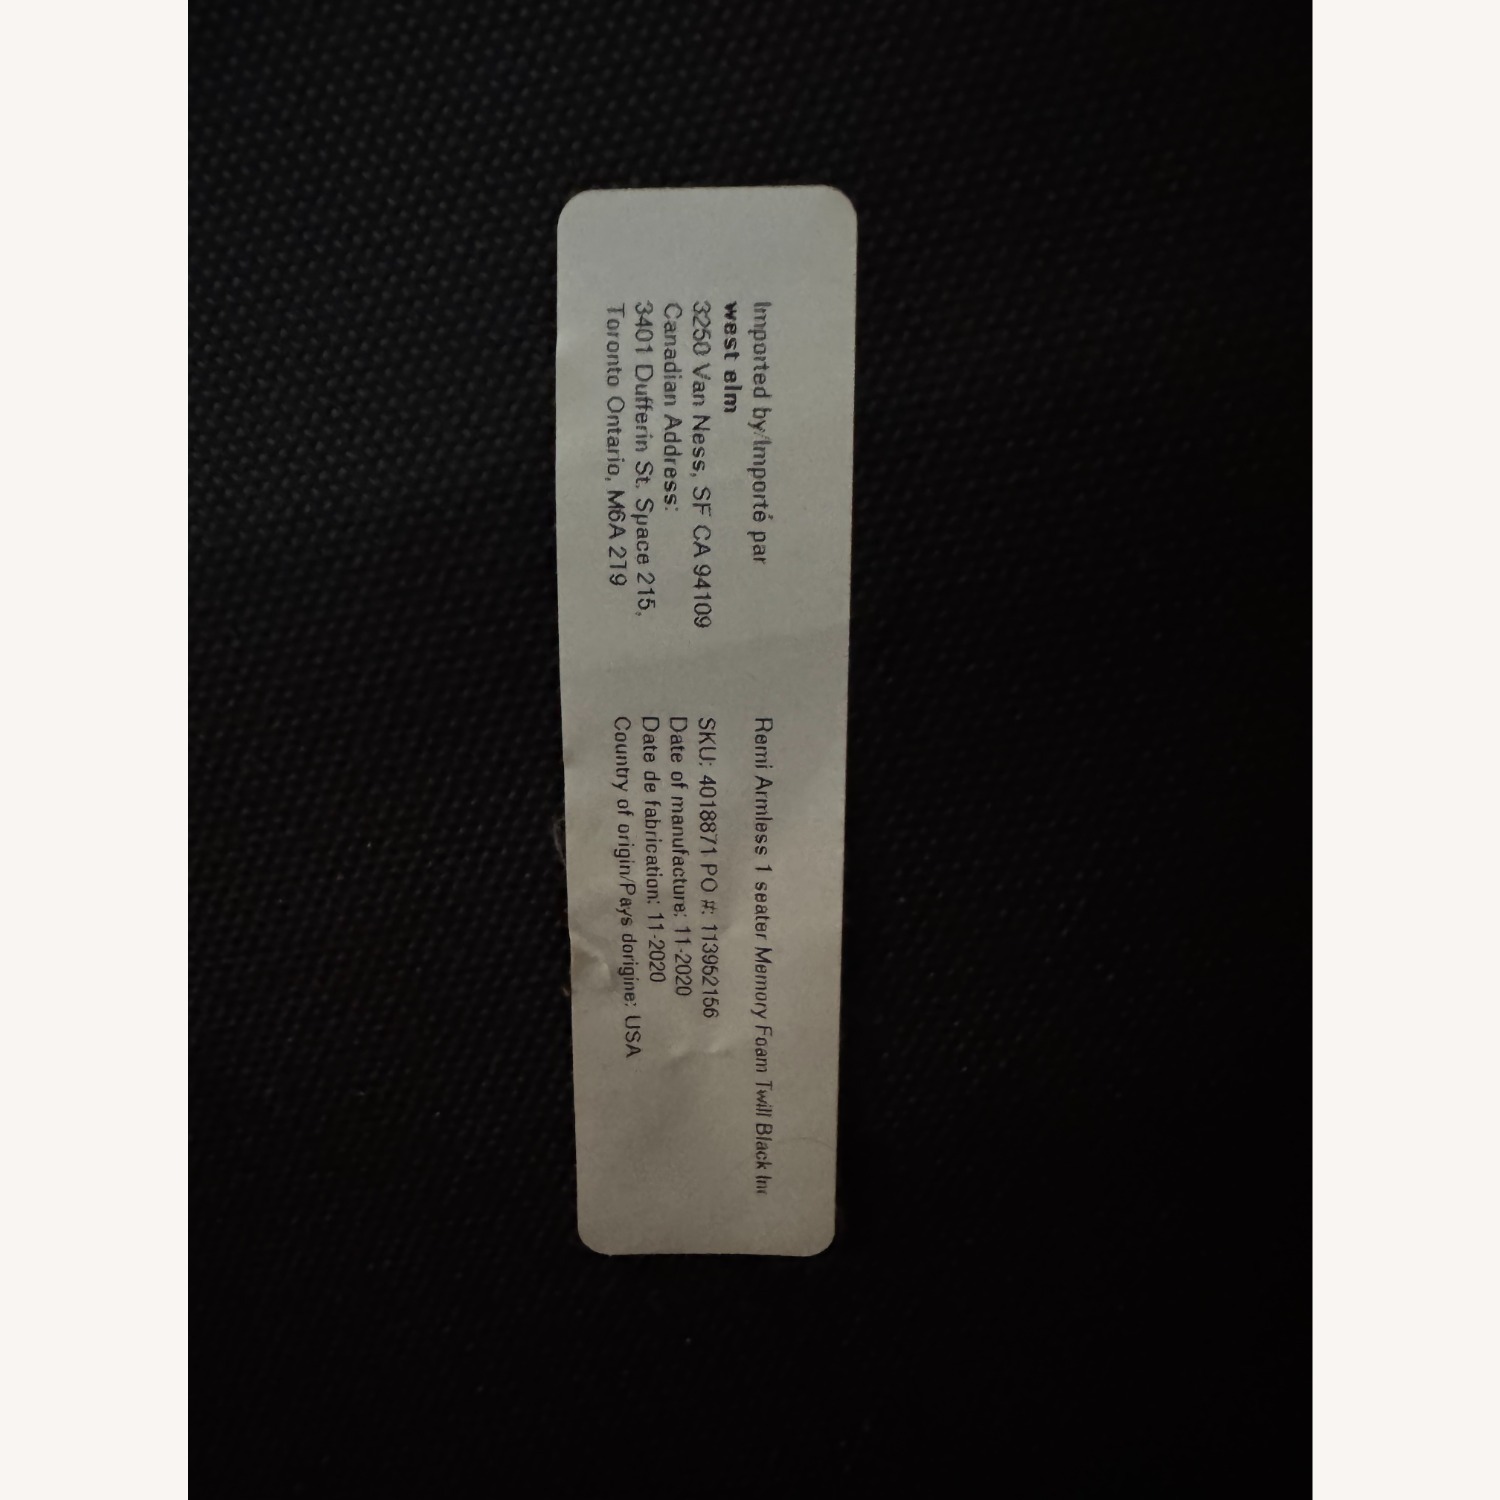 Imported by/Importé par
west elm
3250 Van Ness, SF CA 94109
Canadian Address:
3401 Dufferin St. Space 215,
Toronto Ontario, M6A 2T9
Remi Armless 1 seater Memory Foam Twill Black
SKU: 4018871 PO #: 113952156
Date of manufacture: 11-2020
Date de fabrication: 11-2020
Country of origin/Pays dorigine: USA